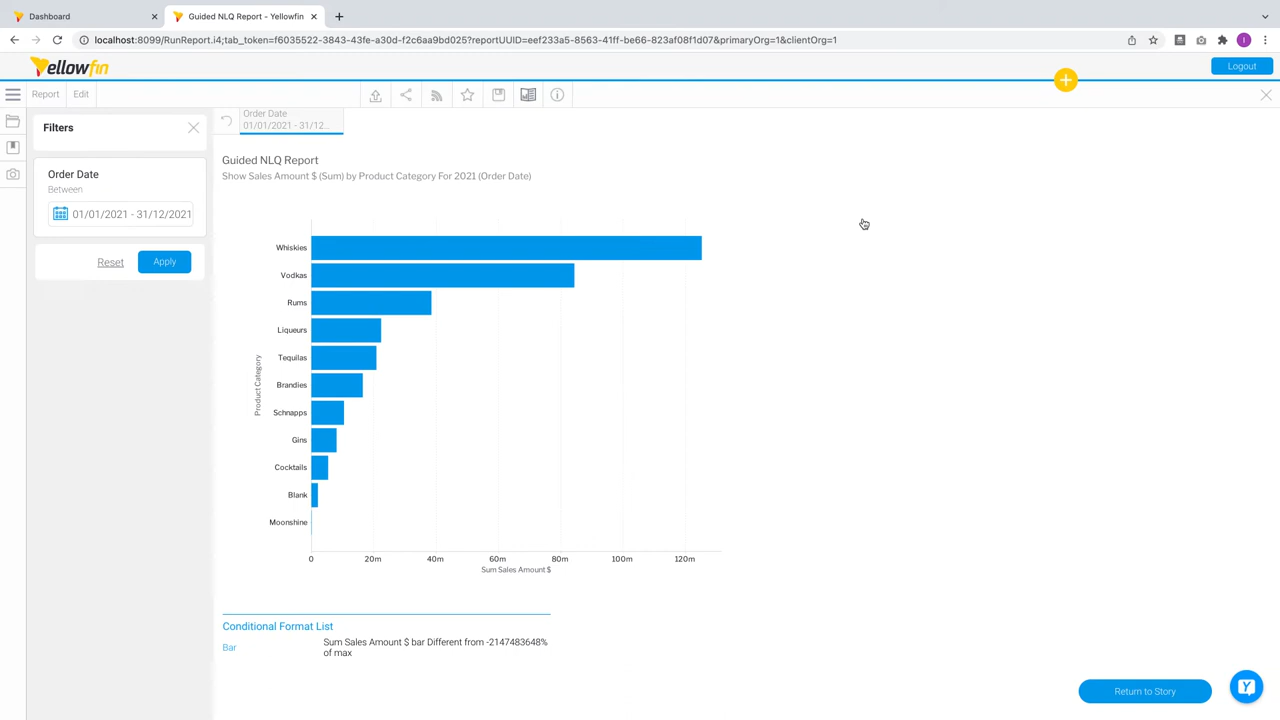 Dashboard
Guided NLQ Report - Yellowfin
localhost:8099/RunReport.i4;tab_token=f6035522-3843-43fe-a30d-f2c6aa9bd025?reportUUID=eef233a5-8563-41ff-be66-823af08f1d07&primaryOrg=1&clientOrg=1
Yellowfin
Logout
Report
Edit
Filters
Order Date
Between
01/01/2021 - 31/12/2021
Reset
Apply
Order Date
01/01/2021 - 31/12...
Guided NLQ Report
Show Sales Amount $ (Sum) by Product Category For 2021 (Order Date)
Product Category
Whiskies
Vodkas
Rums
Liqueurs
Tequilas
Brandies
Schnapps
Gins
Cocktails
Blank
Moonshine
0 20m 40m 60m 80m 100m 120m
Sum Sales Amount $
Conditional Format List
Bar
Sum Sales Amount $ bar Different from -2147483648%
of max
Return to Story